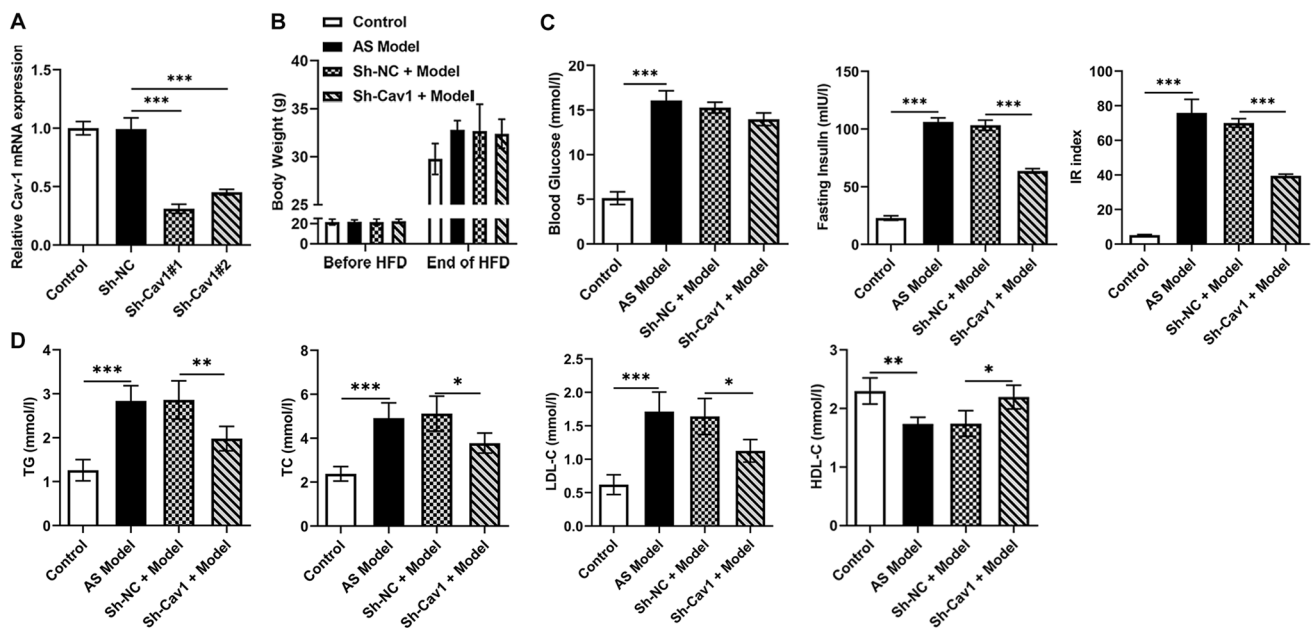 A
Relative Cav-1 mRNA expression
1.5
1.0
0.5
0.0
***
***
Control
Sh-NC
Sh-Cav1#1
Sh-Cav1#2
B
Control
AS Model
Sh-NC + Model
Sh-Cav1 + Model
Body Weight (g)
40
35
30
25
20
0
Before HFD
End of HFD
C
Blood Glucose (mmol/l)
20
15
10
5
0
***
Control
AS Model
Sh-NC + Model
Sh-Cav1 + Model
Fasting Insulin (mIU/l)
150
100
50
0
***
***
Control
AS Model
Sh-NC + Model
Sh-Cav1 + Model
IR index
100
80
60
40
20
0
***
***
Control
AS Model
Sh-NC + Model
Sh-Cav1 + Model
D
TG (mmol/l)
4
3
2
1
0
***
**
Control
AS Model
Sh-NC + Model
Sh-Cav1 + Model
TC (mmol/l)
8
6
4
2
0
***
*
Control
AS Model
Sh-NC + Model
Sh-Cav1 + Model
LDL-C (mmol/l)
2.5
2.0
1.5
1.0
0.5
0.0
***
*
Control
AS Model
Sh-NC + Model
Sh-Cav1 + Model
HDL-C (mmol/l)
3
2
1
0
**
*
Control
AS Model
Sh-NC + Model
Sh-Cav1 + Model